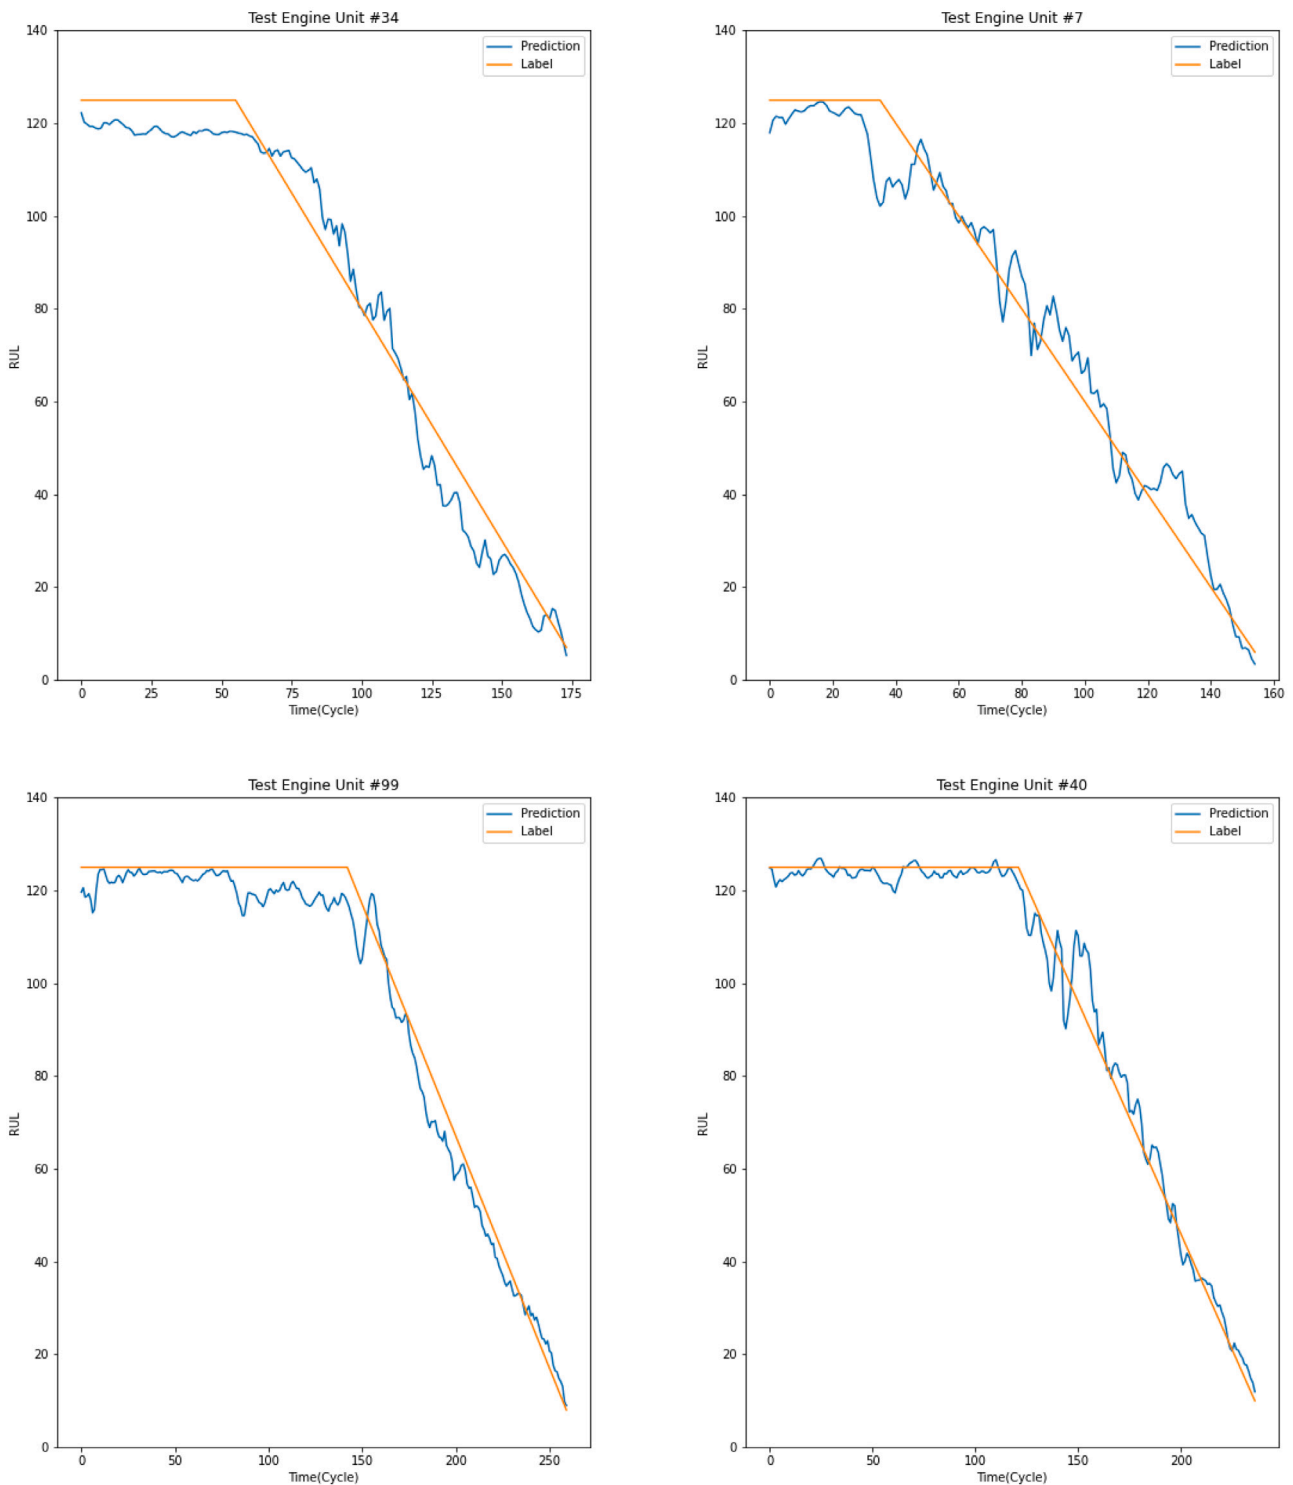 Test Engine Unit #34
140
120
100
80
60
40
20
0
RUL
Prediction
Label
0 25 50 75 100 125 150 175
Time(Cycle)
Test Engine Unit #7
140
120
100
80
60
40
20
0
RUL
Prediction
Label
0 20 40 60 80 100 120 140 160
Time(Cycle)
Test Engine Unit #99
140
120
100
80
60
40
20
0
RUL
Prediction
Label
0 50 100 150 200 250
Time(Cycle)
Test Engine Unit #40
140
120
100
80
60
40
20
0
RUL
Prediction
Label
0 50 100 150 200
Time(Cycle)